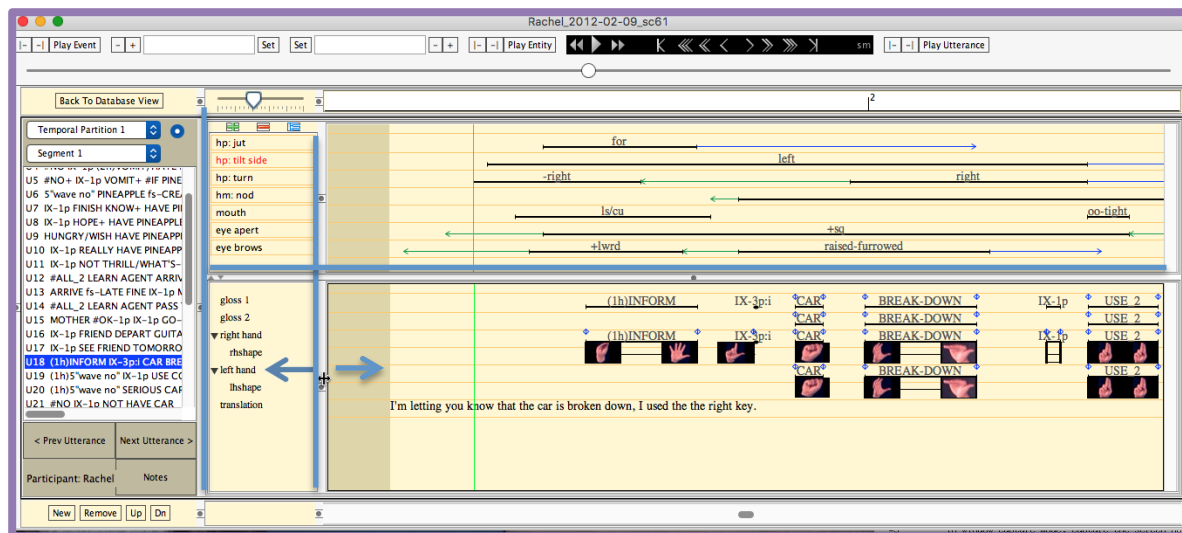 Rachel_2012-02-09_sc61
|- -| Play Event - + Set Set - + |- -| Play Entity sm |- -| Play Utterance
Back To Database View
2
Temporal Partition 1
Segment 1
U5 #NO+ IX-1p VOMIT+ #IF PINE
U6 5"wave no" PINEAPPLE fs-CREA
U7 IX-1p FINISH KNOW+ HAVE PI
U8 IX-1p HOPE+ HAVE PINEAPPLE
U9 HUNGRY/WISH HAVE PINEAPP
U10 IX-1p REALLY HAVE PINEAPP
U11 IX-1p NOT THRILL/WHAT'S-
U12 #ALL_2 LEARN AGENT ARRIV
U13 ARRIVE fs-LATE FINE IX-1p
U14 #ALL_2 LEARN AGENT PASS
U15 MOTHER #OK-1p IX-1p GO-
U16 IX-1p FRIEND DEPART GUITA
U17 IX-1p SEE FRIEND TOMORRO
U18 (1h)INFORM IX-3p:i CAR BRE
U19 (1h)5"wave no" IX-1p USE CC
U20 (1h)5"wave no" SERIOUS CAR
U21 #NO IX-1p NOT HAVE CAR
< Prev Utterance Next Utterance >
Participant: Rachel Notes
New Remove Up Dn
hp: jut for
hp: tilt side left
hp: turn -right right
hm: nod
mouth ls/cu oo-tight
eye apert +sq
eye brows +lwrd raised-furrowed
gloss 1 (1h)INFORM IX-3p:i CAR BREAK-DOWN IX-1p USE_2
gloss 2 CAR BREAK-DOWN USE_2
right hand (1h)INFORM IX-3p:i CAR BREAK-DOWN IX-1p USE_2
rhshape
left hand CAR BREAK-DOWN USE_2
lhshape
translation I'm letting you know that the car is broken down, I used the the right key.